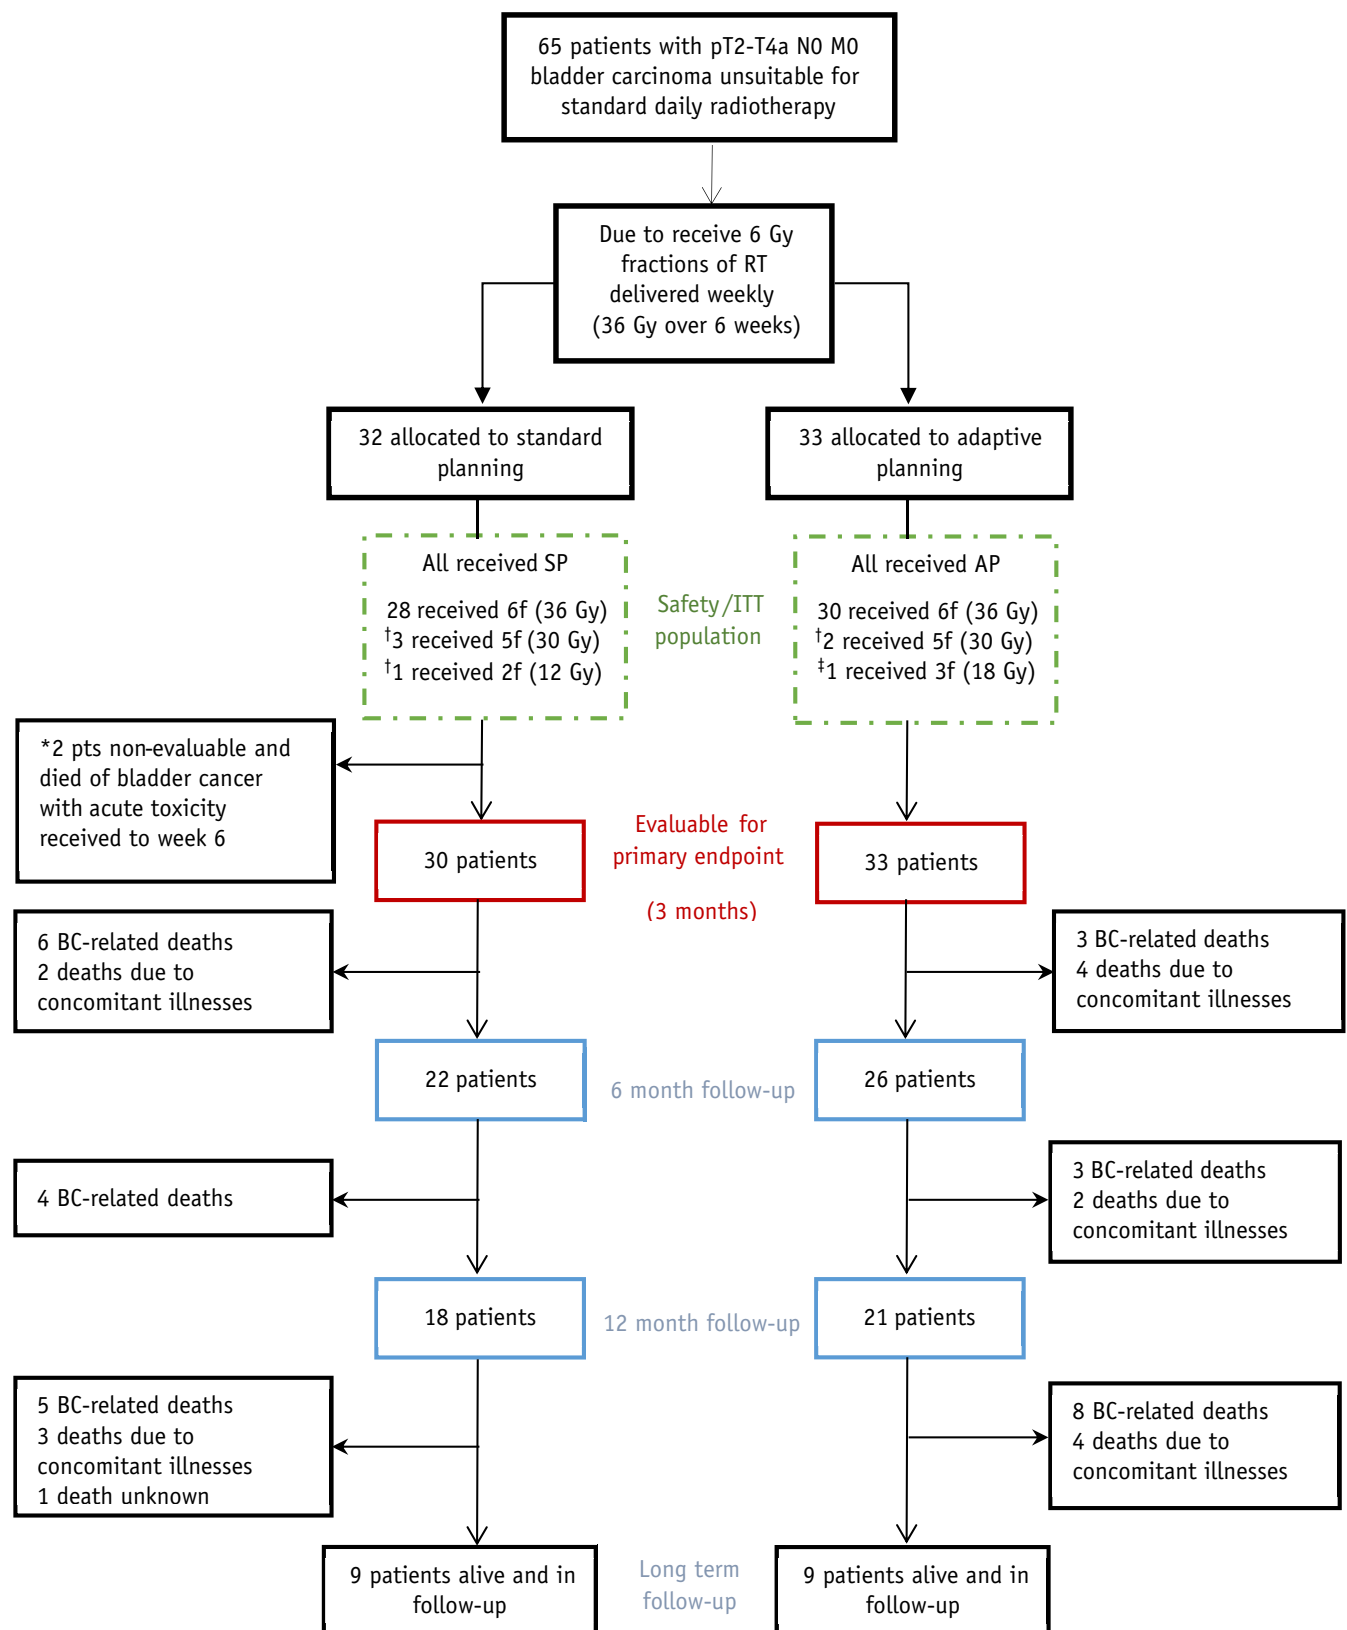 65 patients with pT2-T4a N0 M0
bladder carcinoma unsuitable for
standard daily radiotherapy
Due to receive 6 Gy
fractions of RT
delivered weekly
(36 Gy over 6 weeks)
32 allocated to standard
planning
33 allocated to adaptive
planning
All received SP
28 received 6f (36 Gy)
†3 received 5f (30 Gy)
†1 received 2f (12 Gy)
Safety/ITT
population
All received AP
30 received 6f (36 Gy)
†2 received 5f (30 Gy)
‡1 received 3f (18 Gy)
*2 pts non-evaluable and
died of bladder cancer
with acute toxicity
received to week 6
30 patients
Evaluable for
primary endpoint
(3 months)
33 patients
6 BC-related deaths
2 deaths due to
concomitant illnesses
3 BC-related deaths
4 deaths due to
concomitant illnesses
22 patients
6 month follow-up
26 patients
4 BC-related deaths
3 BC-related deaths
2 deaths due to
concomitant illnesses
18 patients
12 month follow-up
21 patients
5 BC-related deaths
3 deaths due to
concomitant illnesses
1 death unknown
8 BC-related deaths
4 deaths due to
concomitant illnesses
9 patients alive and in
follow-up
Long term
follow-up
9 patients alive and in
follow-up